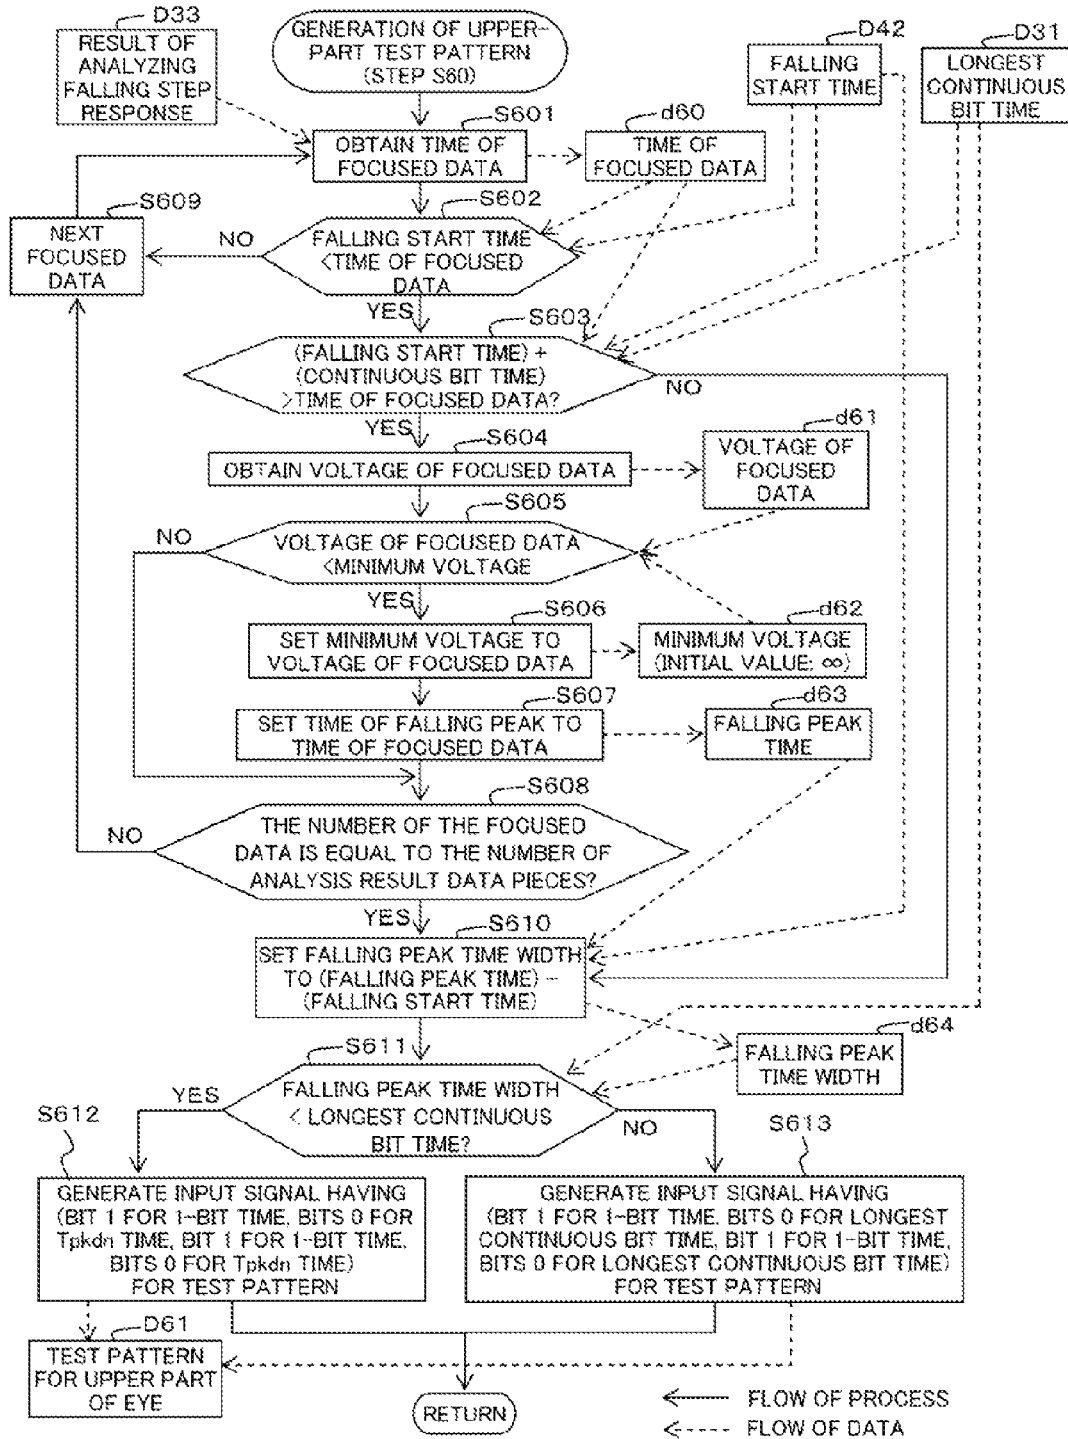 D33
RESULT OF
ANALYZING
FALLING STEP
RESPONSE
GENERATION OF UPPER-
PART TEST PATTERN
(STEP S60)
D42
FALLING
START TIME
D31
LONGEST
CONTINUOUS
BIT TIME
S601
OBTAIN TIME OF
FOCUSED DATA
d60
TIME OF
FOCUSED DATA
S609
NEXT
FOCUSED
DATA
NO
S602
FALLING START TIME
<TIME OF FOCUSED
DATA
YES
S603
(FALLING START TIME) +
(CONTINUOUS BIT TIME)
>TIME OF FOCUSED DATA?
NO
YES
S604
OBTAIN VOLTAGE OF FOCUSED DATA
d61
VOLTAGE OF
FOCUSED
DATA
S605
NO
VOLTAGE OF FOCUSED DATA
<MINIMUM VOLTAGE
YES
S606
SET MINIMUM VOLTAGE TO
VOLTAGE OF FOCUSED DATA
d62
MINIMUM VOLTAGE
(INITIAL VALUE: ∞)
S607
SET TIME OF FALLING PEAK TO
TIME OF FOCUSED DATA
d63
FALLING PEAK
TIME
S608
NO
THE NUMBER OF THE FOCUSED
DATA IS EQUAL TO THE NUMBER OF
ANALYSIS RESULT DATA PIECES?
YES
S610
SET FALLING PEAK TIME WIDTH
TO (FALLING PEAK TIME) -
(FALLING START TIME)
d64
FALLING PEAK
TIME WIDTH
S611
YES
FALLING PEAK TIME WIDTH
< LONGEST CONTINUOUS
BIT TIME?
NO
S612
GENERATE INPUT SIGNAL HAVING
(BIT 1 FOR 1-BIT TIME, BITS 0 FOR
Tpkdn TIME, BIT 1 FOR 1-BIT TIME,
BITS 0 FOR Tpkdn TIME)
FOR TEST PATTERN
S613
GENERATE INPUT SIGNAL HAVING
(BIT 1 FOR 1-BIT TIME, BITS 0 FOR LONGEST
CONTINUOUS BIT TIME, BIT 1 FOR 1-BIT TIME,
BITS 0 FOR LONGEST CONTINUOUS BIT TIME)
FOR TEST PATTERN
D61
TEST PATTERN
FOR UPPER PART
OF EYE
RETURN
FLOW OF PROCESS
FLOW OF DATA